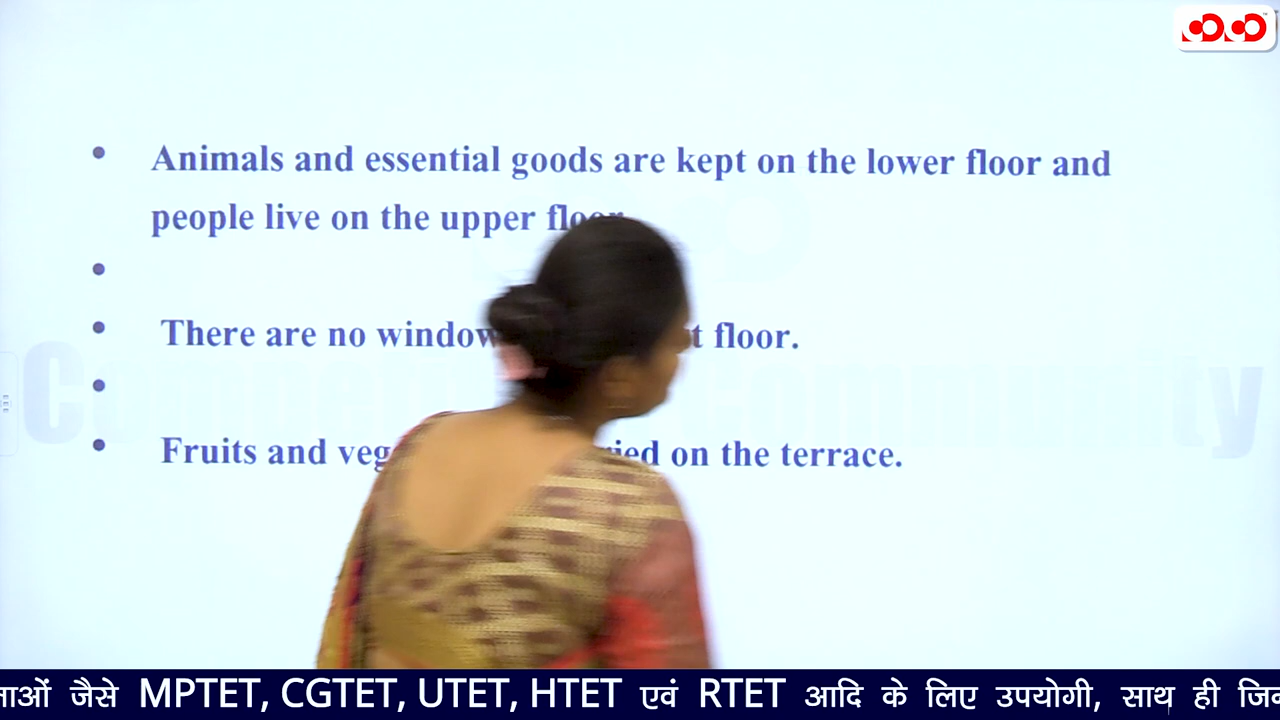 Animals and essential goods are kept on the lower floor and
people live on the upper floor.
There are no floor.
Fruits and on the terrace.
जैसे MPTET, CGTET, UTET, HTET एवं RTET आदि के लिए उपयोगी, साथ ही